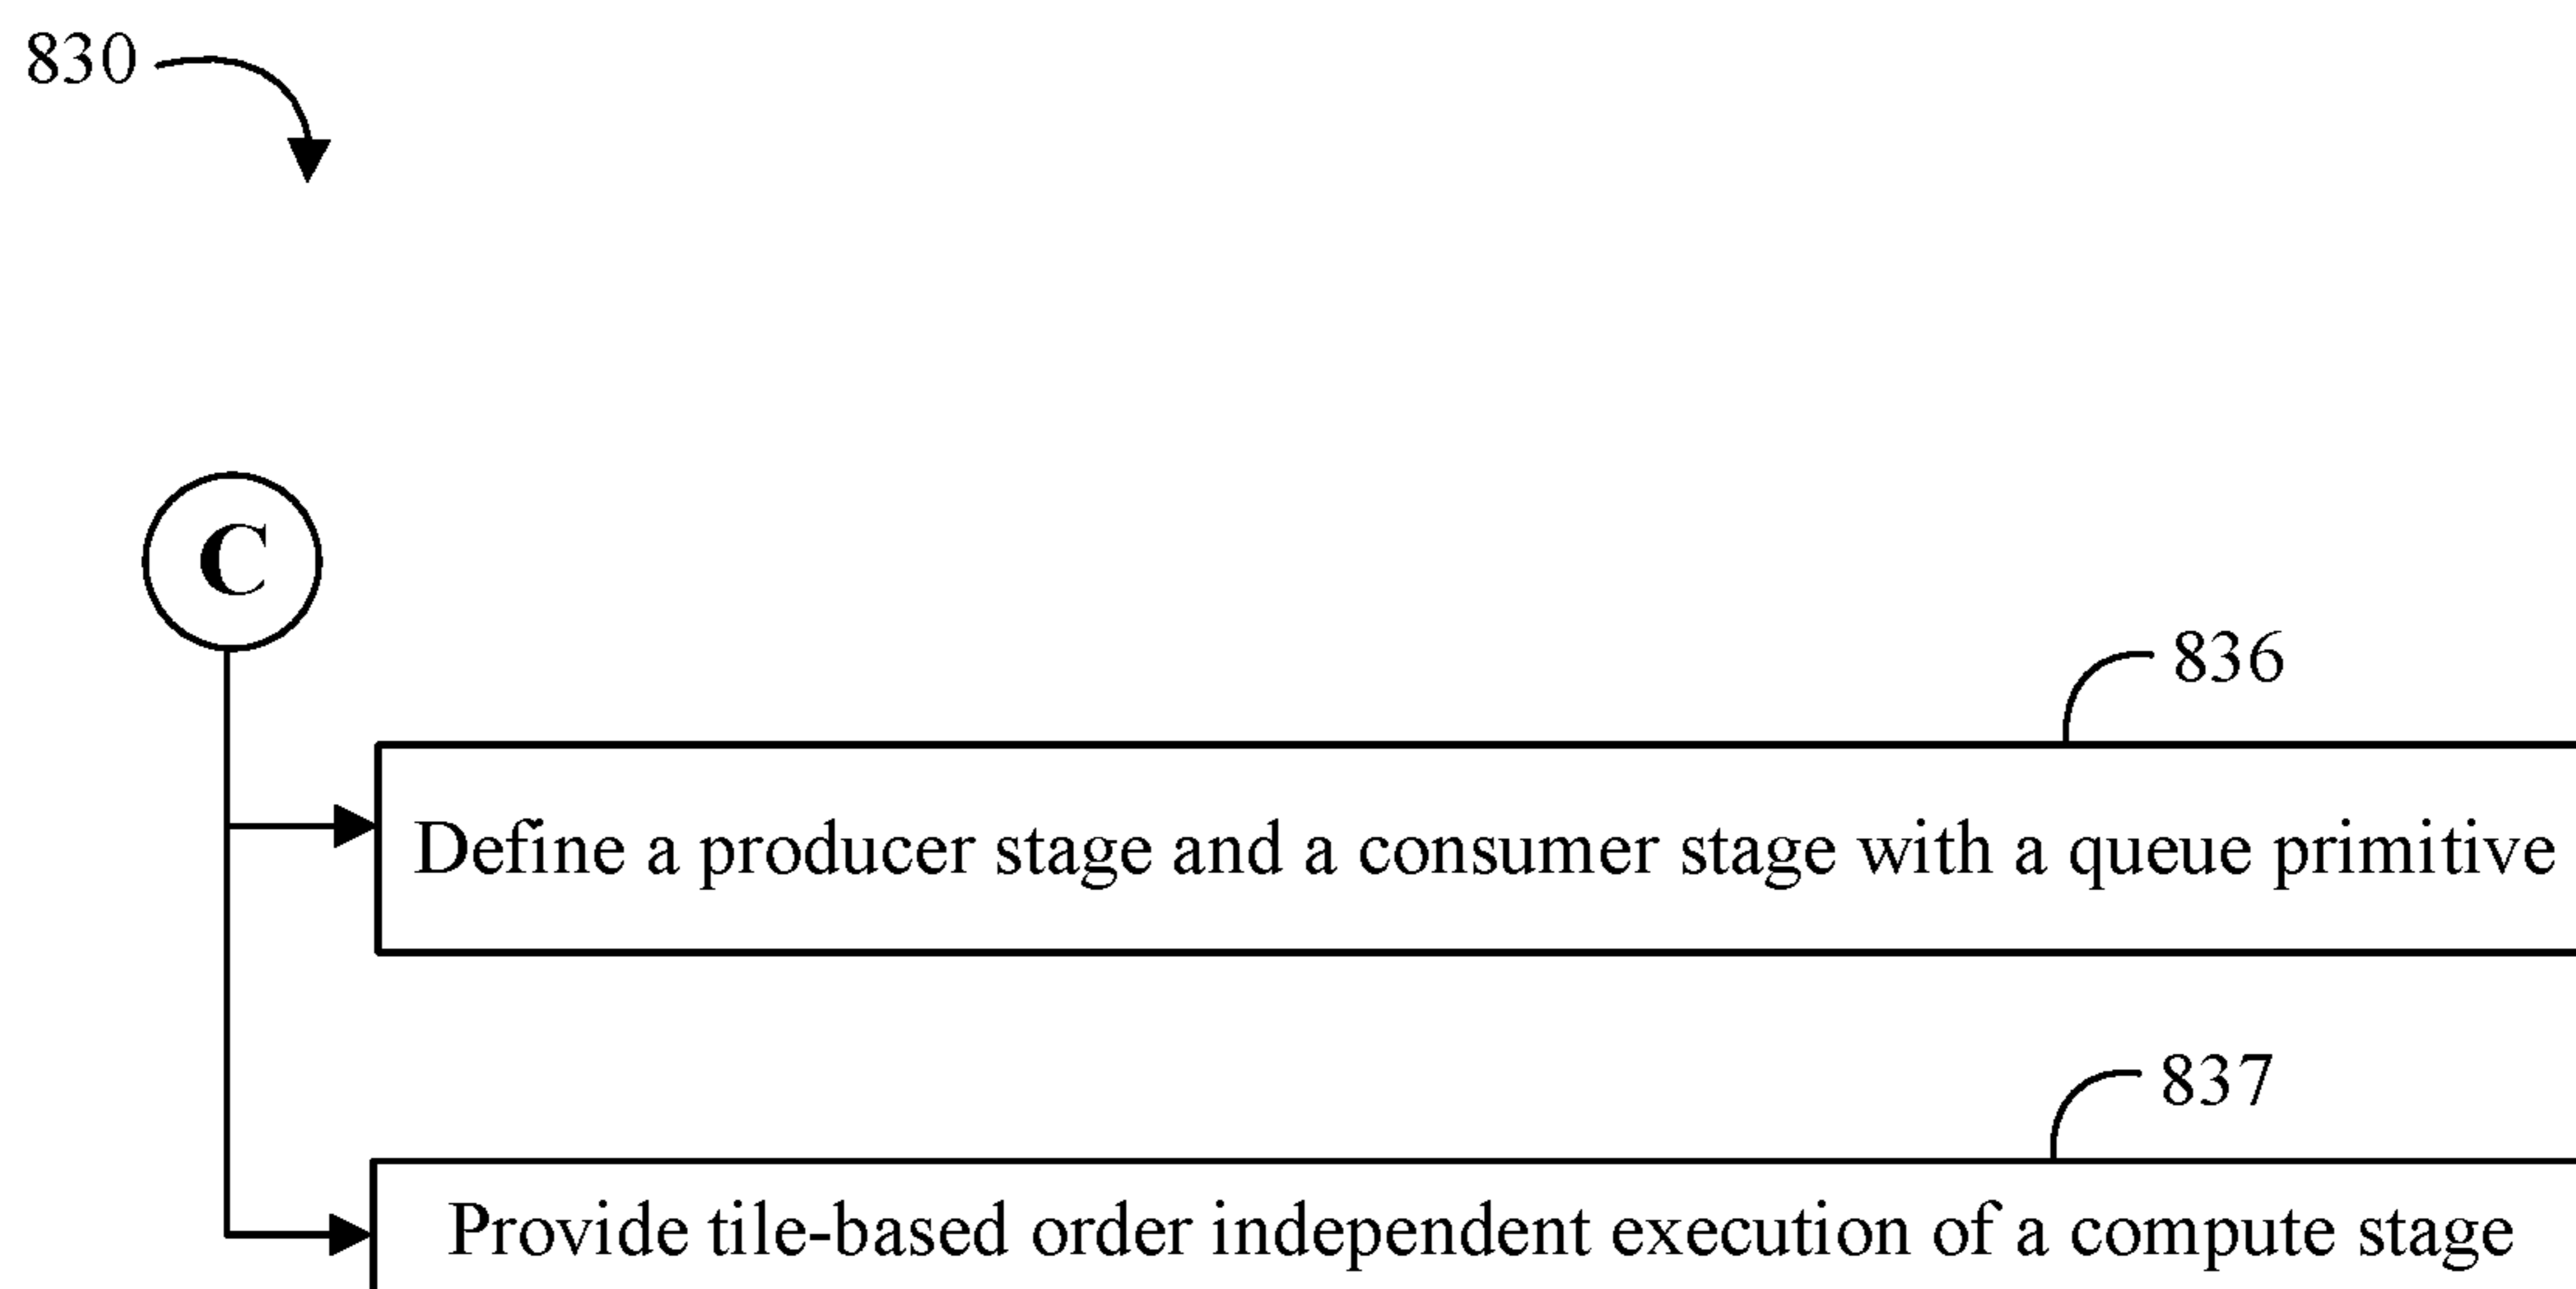 830
C
836
Define a producer stage and a consumer stage with a queue primitive
837
Provide tile-based order independent execution of a compute stage